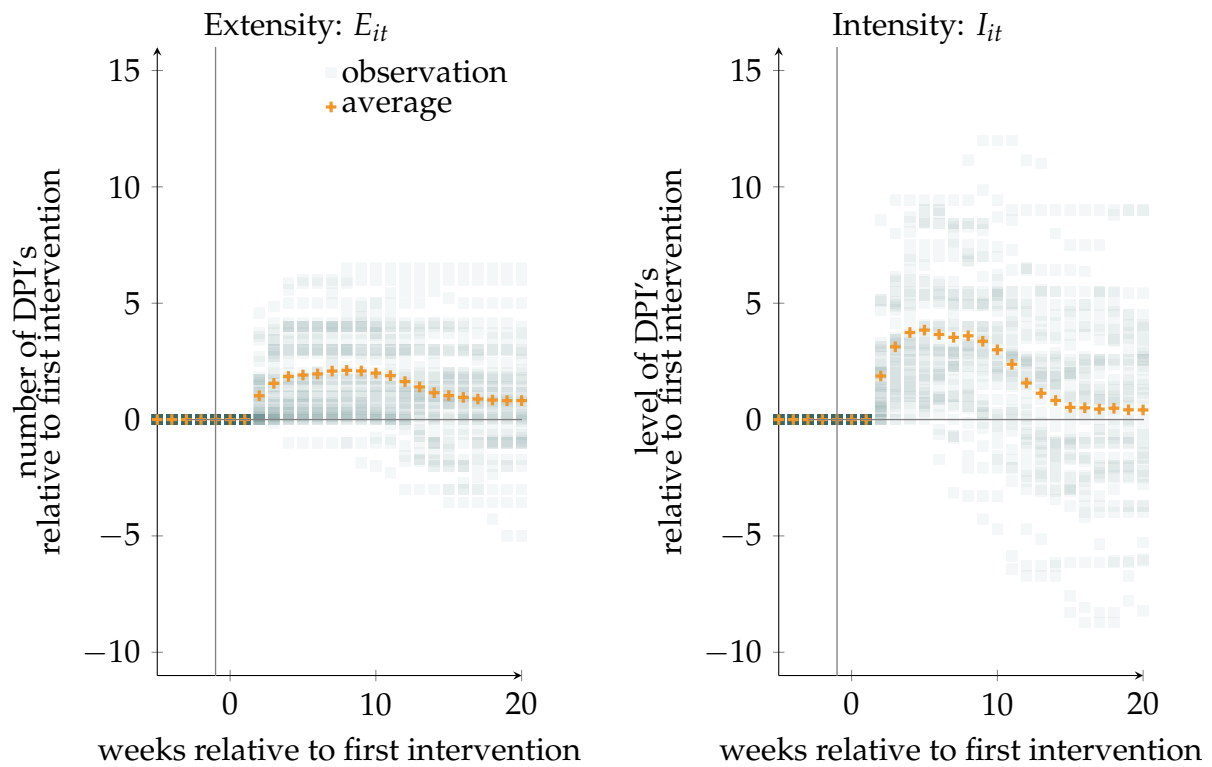 Extensity: E_it
observation
average
15
10
5
0
−5
−10
number of DPI's
relative to first intervention
0
10
20
weeks relative to first intervention
Intensity: I_it
15
10
5
0
−5
−10
level of DPI's
relative to first intervention
0
10
20
weeks relative to first intervention